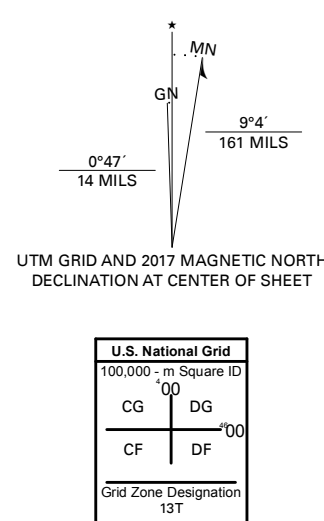 ★
MN
GN
9°4´
161 MILS
0°47´
14 MILS
UTM GRID AND 2017 MAGNETIC NORTH
DECLINATION AT CENTER OF SHEET
U.S. National Grid
100,000 - m Square ID
⁴00
CG DG
⁴⁶00
CF DF
Grid Zone Designation
13T